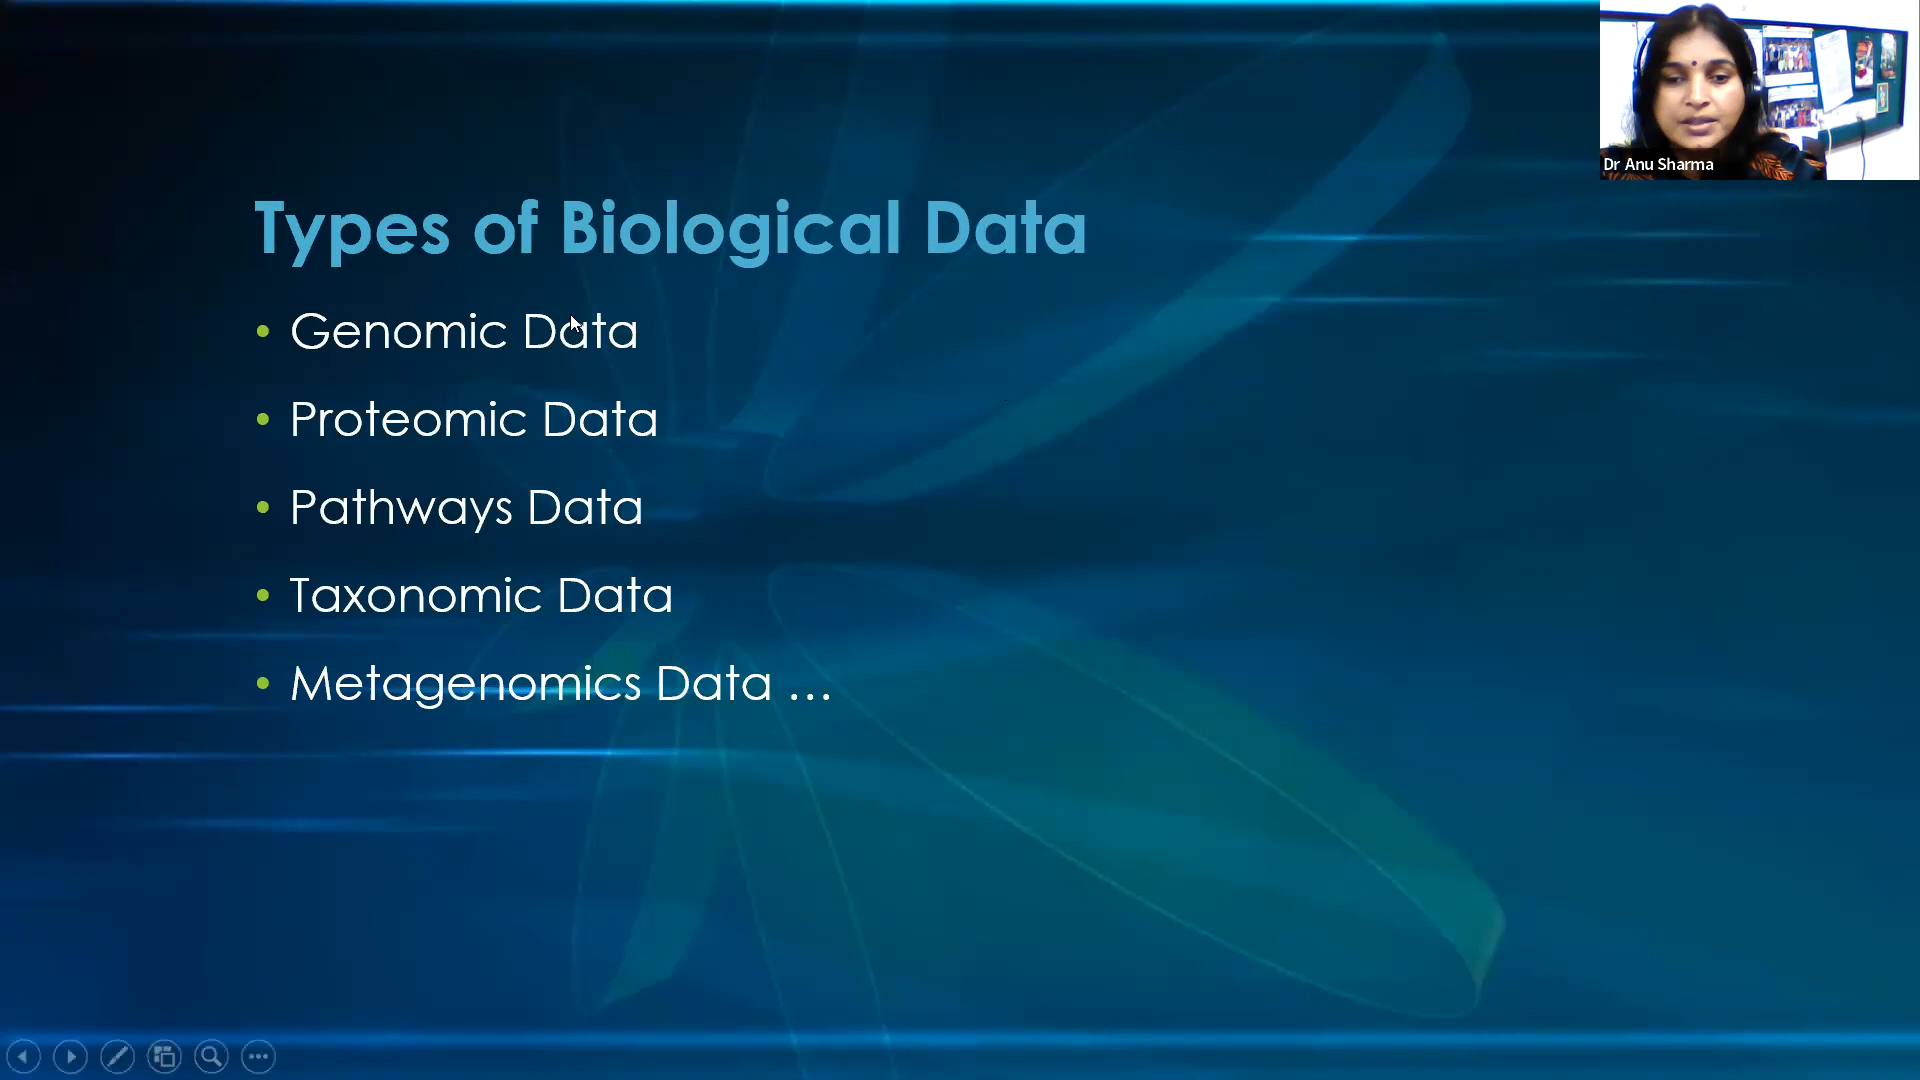 Dr Anu Sharma
Types of Biological Data
• Genomic Data
• Proteomic Data
• Pathways Data
• Taxonomic Data
• Metagenomics Data …